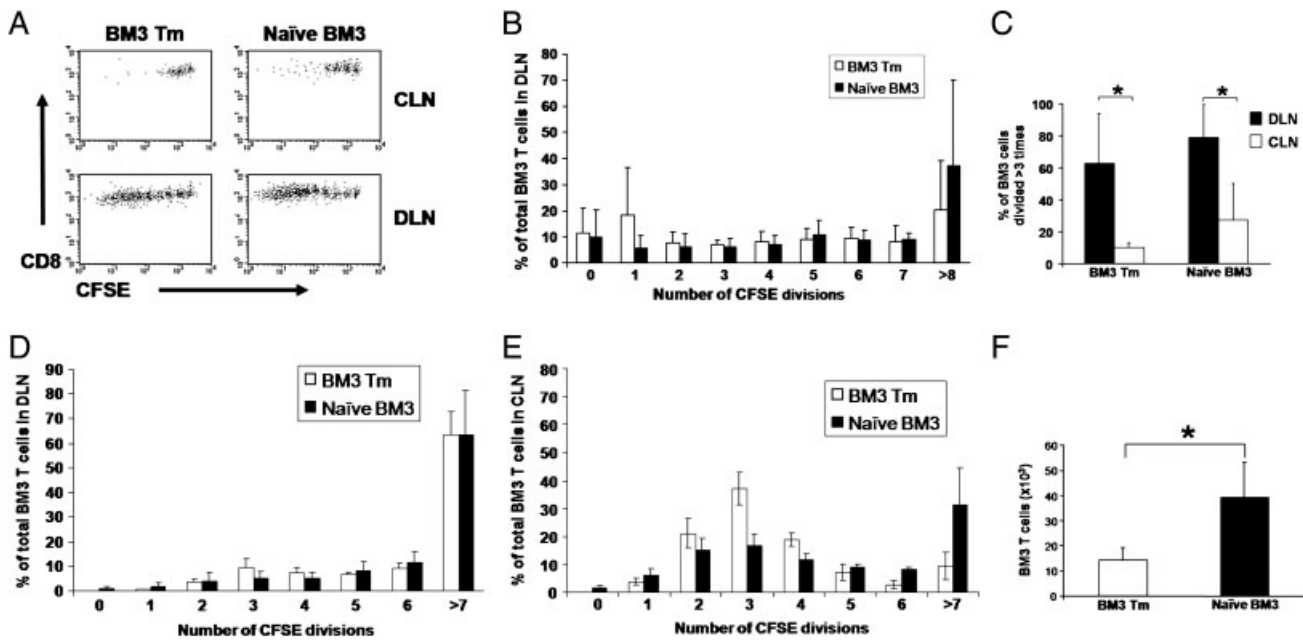 A
BM3 Tm
Naïve BM3
10⁰ 10¹ 10² 10³ 10⁴
CLN
DLN
CD8
CFSE
B
% of total BM3 T cells in DLN
80
70
60
50
40
30
20
10
0
BM3 Tm
Naïve BM3
0 1 2 3 4 5 6 7 >8
Number of CFSE divisions
C
% of BM3 cells
divided >3 times
100
80
60
40
20
0
* *
DLN
CLN
BM3 Tm Naïve BM3
D
% of total BM3 T cells in DLN
90
80
70
60
50
40
30
20
10
0
BM3 Tm
Naïve BM3
0 1 2 3 4 5 6 >7
Number of CFSE divisions
E
% of total BM3 T cells in CLN
80
70
60
50
40
30
20
10
0
BM3 Tm
Naïve BM3
0 1 2 3 4 5 6 >7
Number of CFSE divisions
F
BM3 T cells (x10³)
60
50
40
30
20
10
0
*
BM3 Tm Naïve BM3